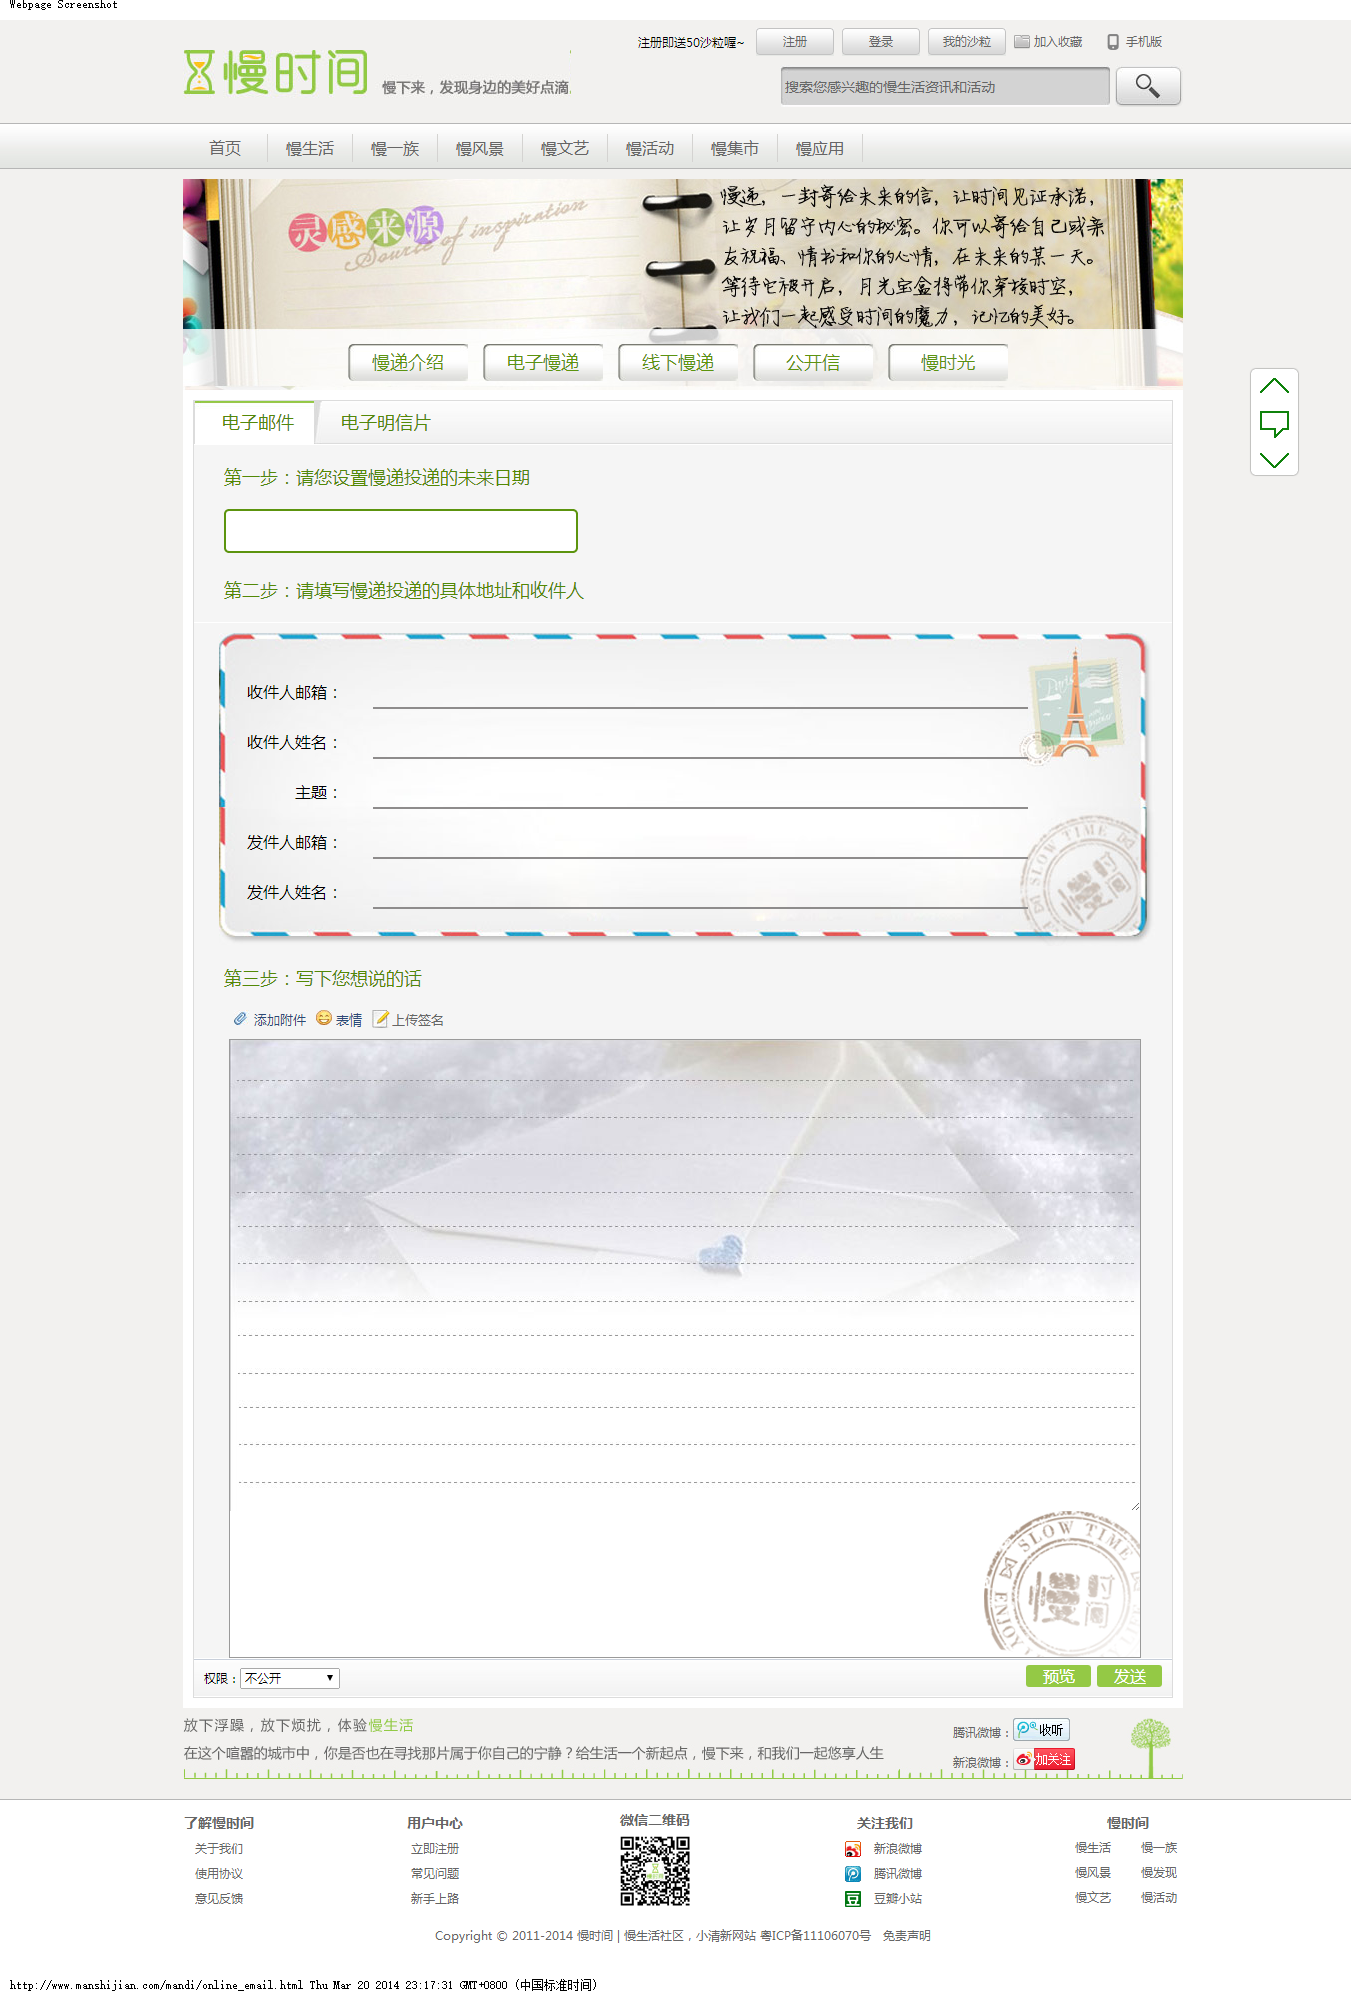 Webpage Screenshot
注册即送50沙粒喔~ 注册 登录 我的沙粒 加入收藏 手机版
慢时间 慢下来，发现身边的美好点滴
搜索您感兴趣的慢生活资讯和活动
首页 慢生活 慢一族 慢风景 慢文艺 慢活动 慢集市 慢应用
灵感来源
Source of inspiration
慢递，一封寄给未来的信，让时间见证承诺，
让岁月留守内心的秘密。你可以寄给自己或亲
友祝福、情书和你的心情，在未来的某一天。
等待它被开启，月光宝盒将带你穿梭时空，
让我们一起感受时间的魔力，记忆的美好。
慢递介绍 电子慢递 线下慢递 公开信 慢时光
电子邮件 电子明信片
第一步：请您设置慢递投递的未来日期
第二步：请填写慢递投递的具体地址和收件人
Paris
收件人邮箱：
收件人姓名：
主题：
发件人邮箱：
发件人姓名：
SLOW TIME
慢时间
第三步：写下您想说的话
添加附件 表情 上传签名
SLOW TIME
慢时间
权限：不公开 预览 发送
放下浮躁，放下烦扰，体验慢生活
在这个喧嚣的城市中，你是否也在寻找那片属于你自己的宁静？给生活一个新起点，慢下来，和我们一起悠享人生
腾讯微博： 收听
新浪微博： 加关注
了解慢时间 用户中心 微信二维码 关注我们 慢时间
关于我们 立即注册 新浪微博 慢生活 慢一族
使用协议 常见问题 腾讯微博 慢风景 慢发现
意见反馈 新手上路 豆瓣小站 慢文艺 慢活动
Copyright © 2011-2014 慢时间 | 慢生活社区，小清新网站 粤ICP备11106070号 免责声明
http://www.manshijian.com/mandi/online_email.html Thu Mar 20 2014 23:17:31 GMT+0800 (中国标准时间)